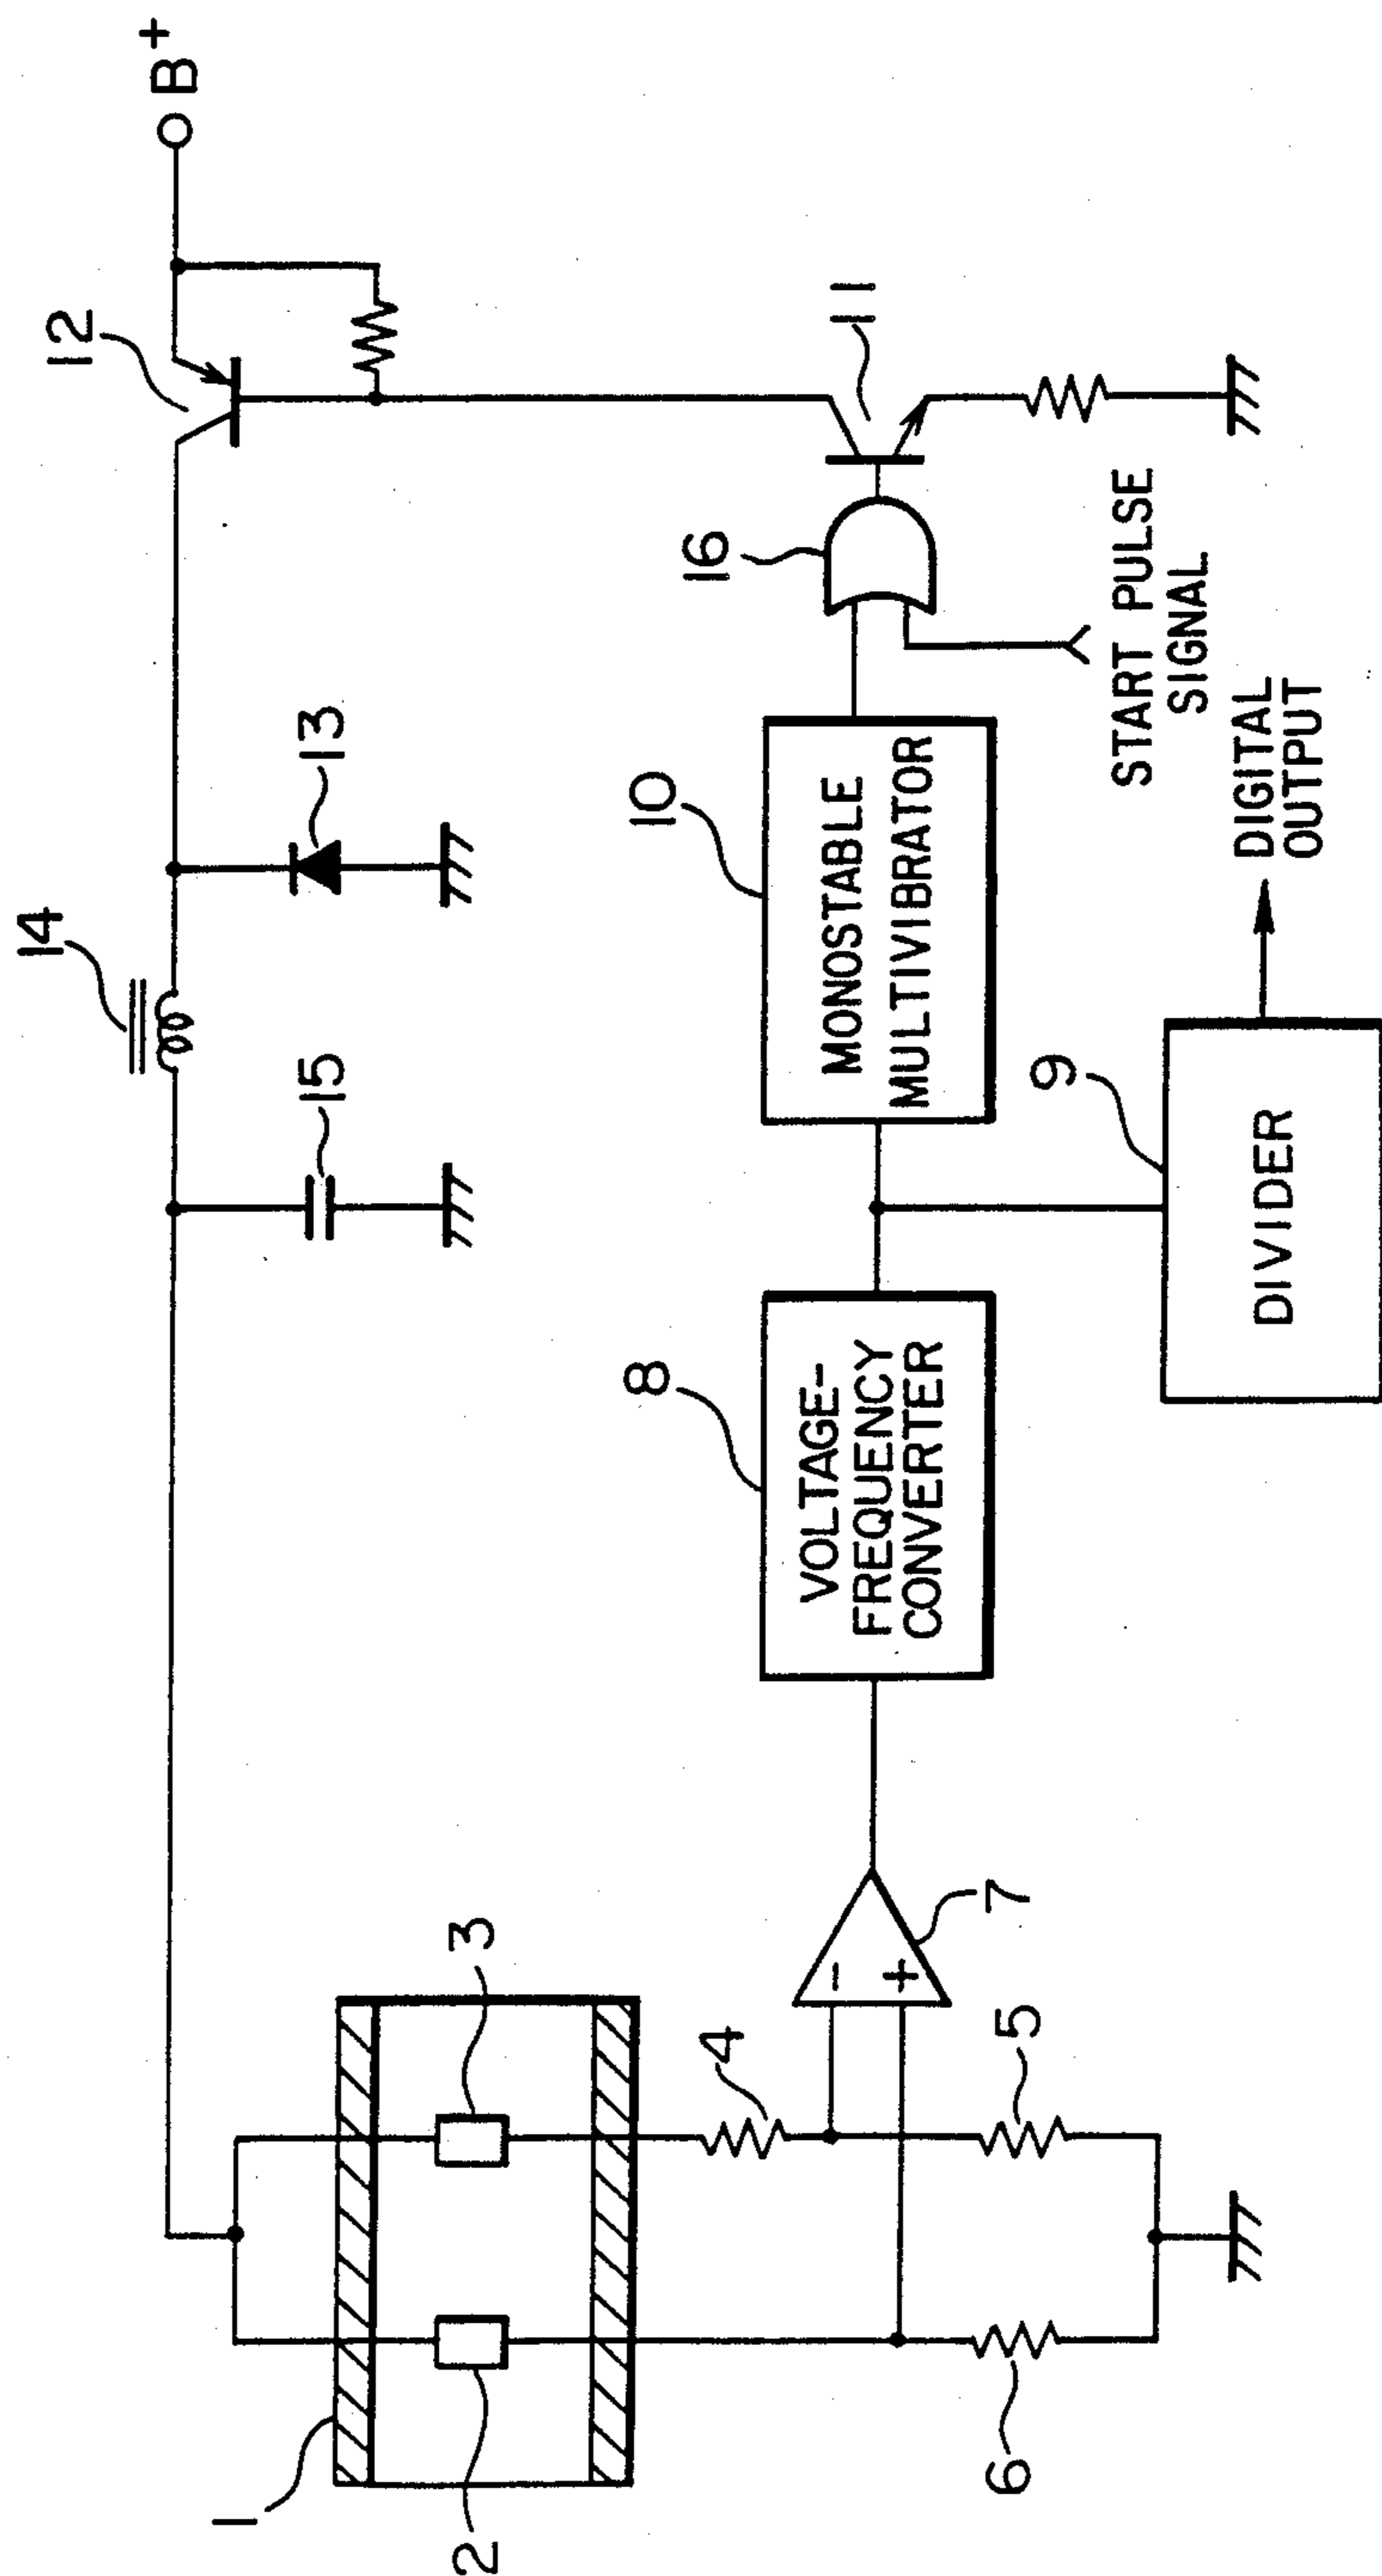 B+
12
14
13
15
11
16
10
MONOSTABLE
MULTIVIBRATOR
START PULSE
SIGNAL
8
VOLTAGE-
FREQUENCY
CONVERTER
9
DIVIDER
DIGITAL
OUTPUT
1
2
3
4
-
+
7
5
6